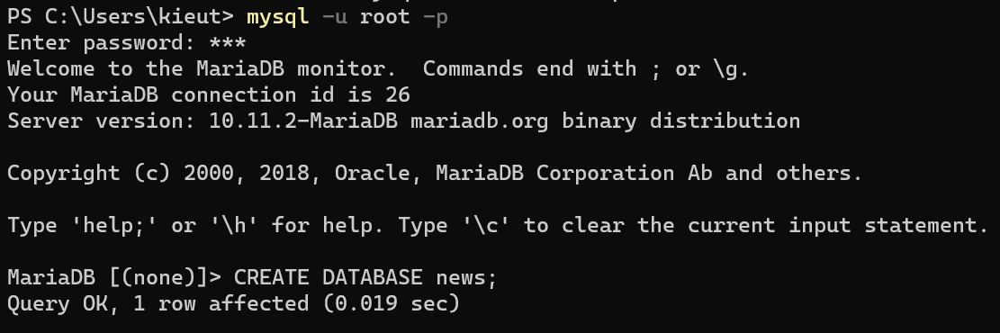 PS C:\Users\kieut> mysql -u root -p
Enter password: ***
Welcome to the MariaDB monitor.  Commands end with ; or \g.
Your MariaDB connection id is 26
Server version: 10.11.2-MariaDB mariadb.org binary distribution

Copyright (c) 2000, 2018, Oracle, MariaDB Corporation Ab and others.

Type 'help;' or '\h' for help. Type '\c' to clear the current input statement.

MariaDB [(none)]> CREATE DATABASE news;
Query OK, 1 row affected (0.019 sec)